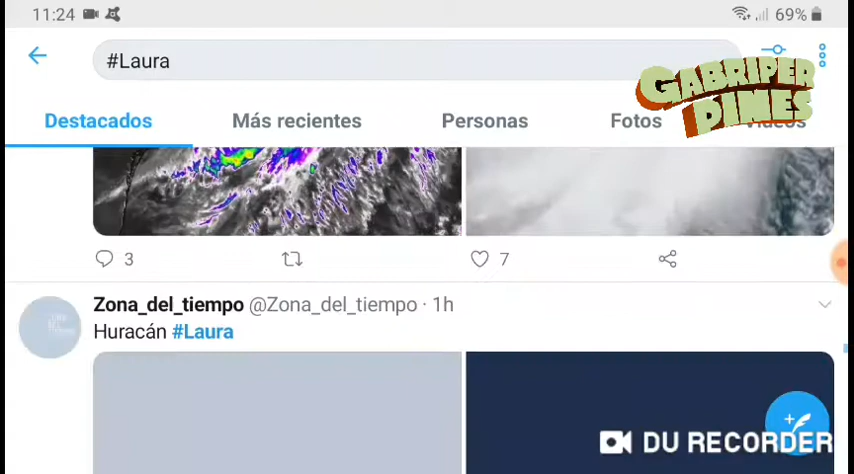 11:24 69%
#Laura
GABRIPER
PINES
Destacados Más recientes Personas Fotos Videos
3 7
Zona_del_tiempo @Zona_del_tiempo · 1h
Huracán #Laura
DU RECORDER